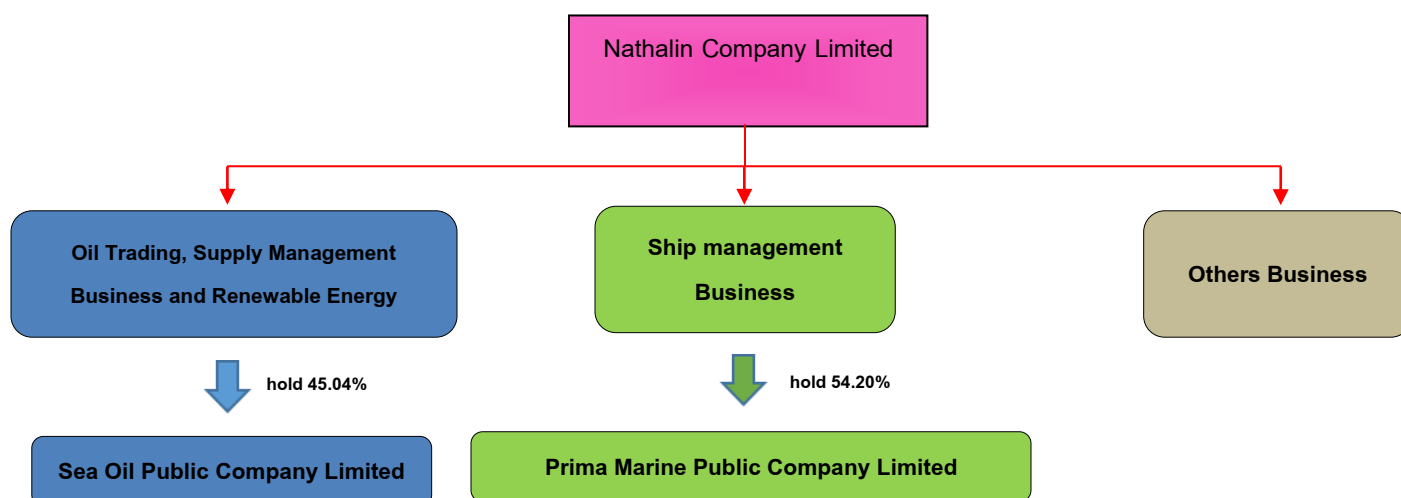 Nathalin Company Limited
Oil Trading, Supply Management
Business and Renewable Energy
Ship management
Business
Others Business
hold 45.04%
hold 54.20%
Sea Oil Public Company Limited
Prima Marine Public Company Limited